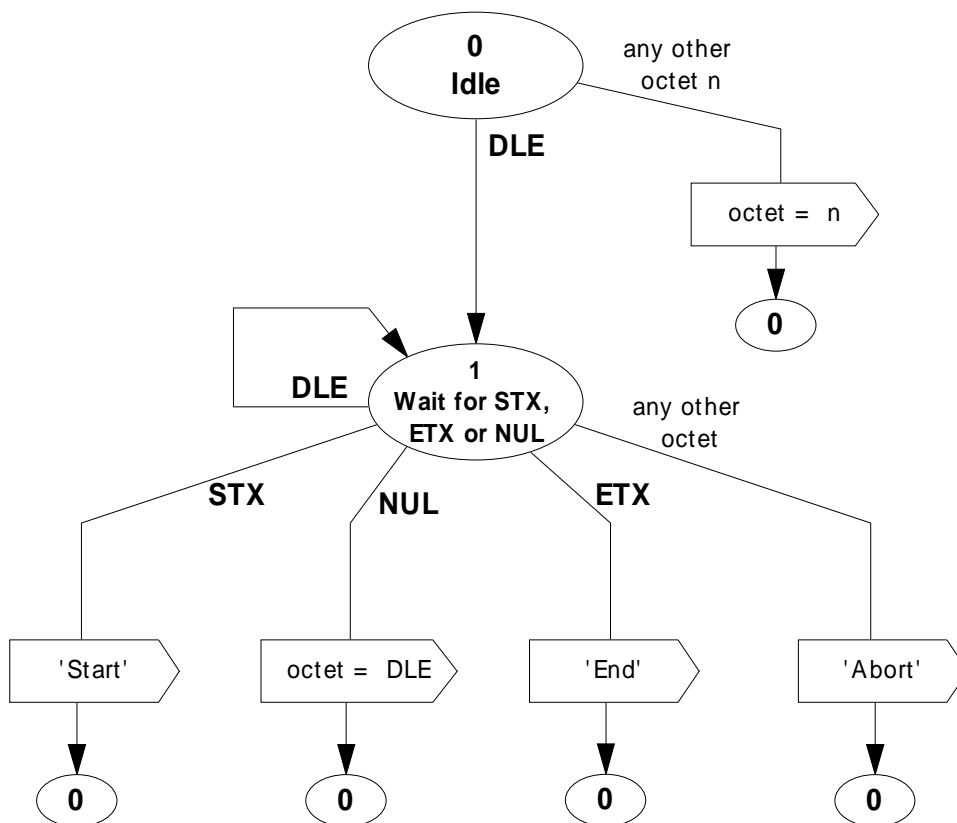 0
Idle
any other
octet n
DLE
octet = n
0
DLE
1
Wait for STX,
ETX or NUL
any other
octet
STX
NUL
ETX
'Start'
octet = DLE
'End'
'Abort'
0
0
0
0